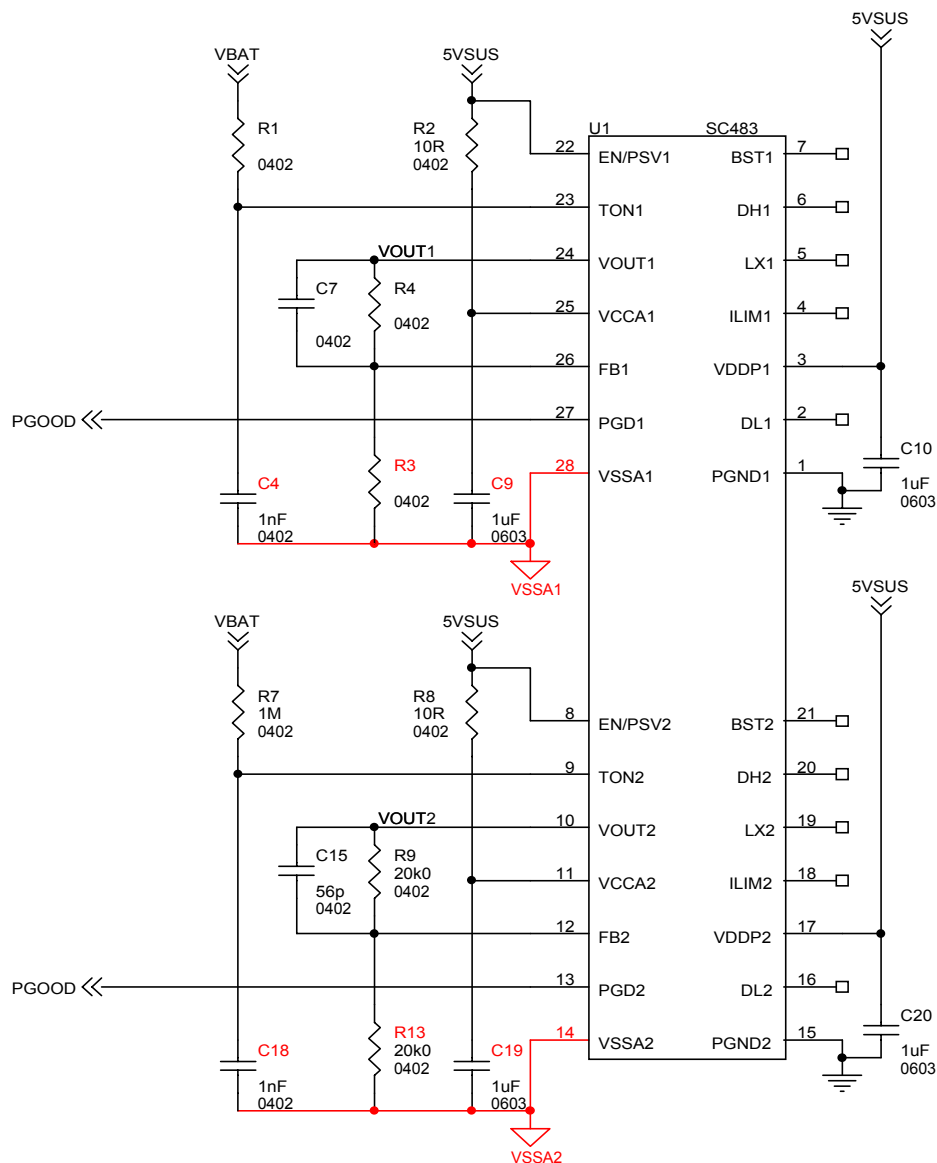 5VSUS
VBAT
5VSUS
R1
0402
R2
10R
0402
U1
SC483
22
EN/PSV1
BST1
7
23
TON1
DH1
6
VOUT1
24
VOUT1
LX1
5
C7
0402
R4
0402
25
VCCA1
ILIM1
4
26
FB1
VDDP1
3
PGOOD
27
PGD1
DL1
2
28
VSSA1
PGND1
1
C10
1uF
0603
C4
1nF
0402
R3
0402
C9
1uF
0603
VSSA1
5VSUS
VBAT
5VSUS
R7
1M
0402
R8
10R
0402
8
EN/PSV2
BST2
21
9
TON2
DH2
20
VOUT2
10
VOUT2
LX2
19
C15
56p
0402
R9
20k0
0402
11
VCCA2
ILIM2
18
12
FB2
VDDP2
17
PGOOD
13
PGD2
DL2
16
14
VSSA2
PGND2
15
C20
1uF
0603
C18
1nF
0402
R13
20k0
0402
C19
1uF
0603
VSSA2